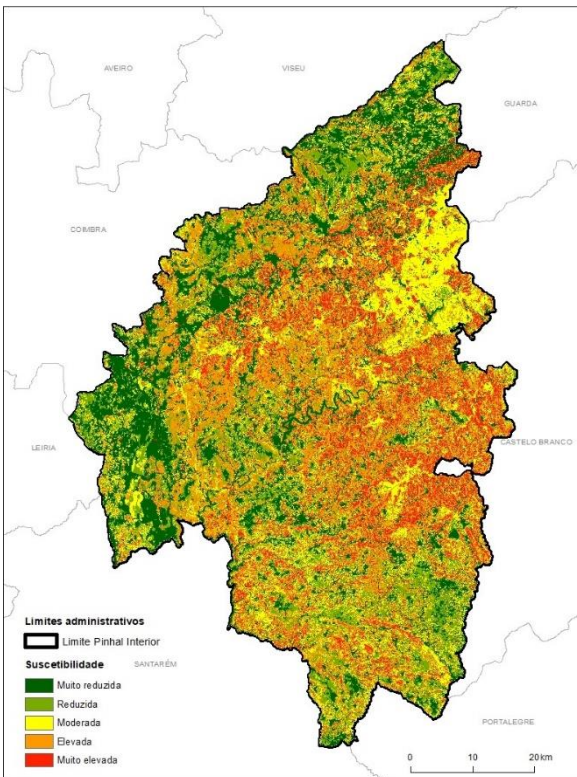 AVEIRO
VISEU
GUARDA
COIMBRA
LEIRIA
CASTELO BRANCO
Limites administrativos
Limite Pinhal Interior
Suscetibilidade
SANTARÉM
Muito reduzida
Reduzida
Moderada
Elevada
Muito elevada
PORTALEGRE
0 10 20 km